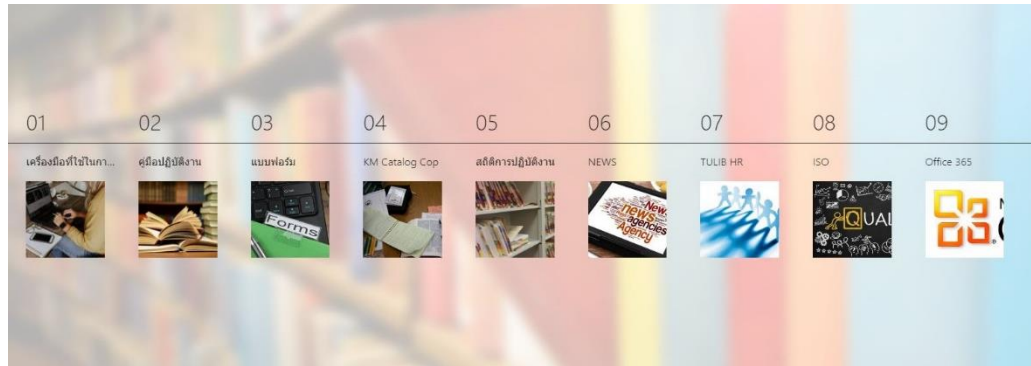 01 02 03 04 05 06 07 08 09
เครื่องมือที่ใช้ในกา... คู่มือปฏิบัติงาน แบบฟอร์ม KM Catalog Cop สถิติการปฏิบัติงาน NEWS TULIB HR ISO Office 365
Forms
News
news
agencies
Agency
QUAL